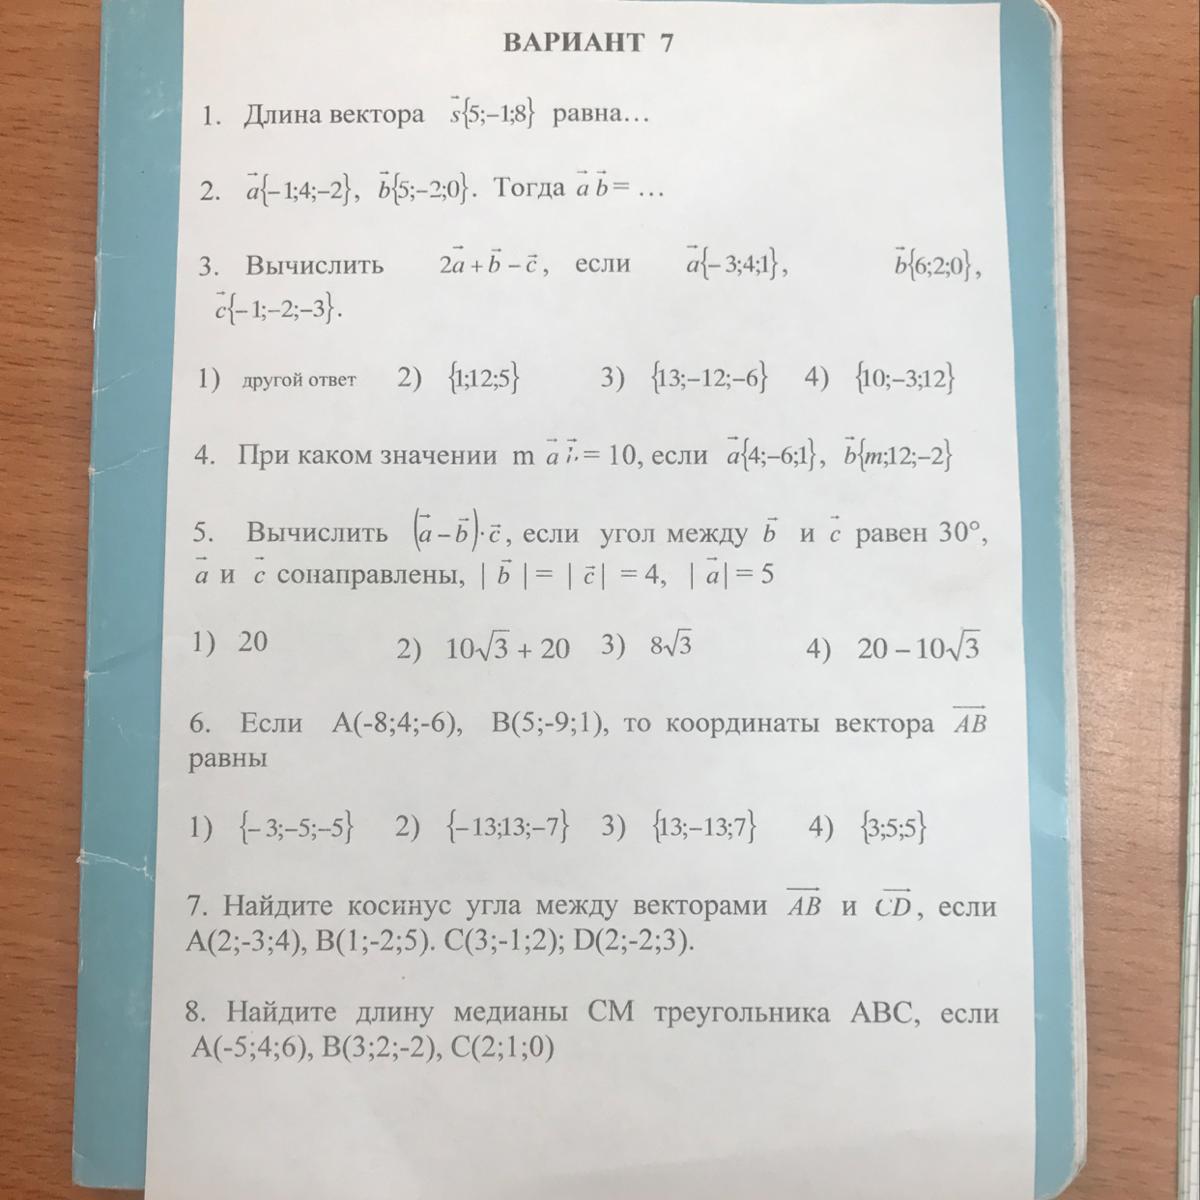 ВАРИАНТ 7
1. Длина вектора s⃗{5;−1;8} равна…
2. a⃗{−1;4;−2}, b⃗{5;−2;0}. Тогда a⃗ b⃗ = …
3. Вычислить 2a⃗ + b⃗ − c⃗, если a⃗{−3;4;1}, b⃗{6;2;0},
c⃗{−1;−2;−3}.
1) другой ответ 2) {1;12;5} 3) {13;−12;−6} 4) {10;−3;12}
4. При каком значении m a⃗ b⃗ = 10, если a⃗{4;−6;1}, b⃗{m;12;−2}
5. Вычислить (a⃗ − b⃗)·c⃗, если угол между b⃗ и c⃗ равен 30°,
a⃗ и c⃗ сонаправлены, | b⃗ | = | c⃗ | = 4, | a⃗ | = 5
1) 20 2) 10√3 + 20 3) 8√3 4) 20 − 10√3
6. Если А(-8;4;-6), В(5;-9;1), то координаты вектора A͞B͞
равны
1) {−3;−5;−5} 2) {−13;13;−7} 3) {13;−13;7} 4) {3;5;5}
7. Найдите косинус угла между векторами A͞B͞ и C͞D͞, если
А(2;-3;4), В(1;-2;5). С(3;-1;2); D(2;-2;3).
8. Найдите длину медианы СМ треугольника АВС, если
А(-5;4;6), В(3;2;-2), С(2;1;0)